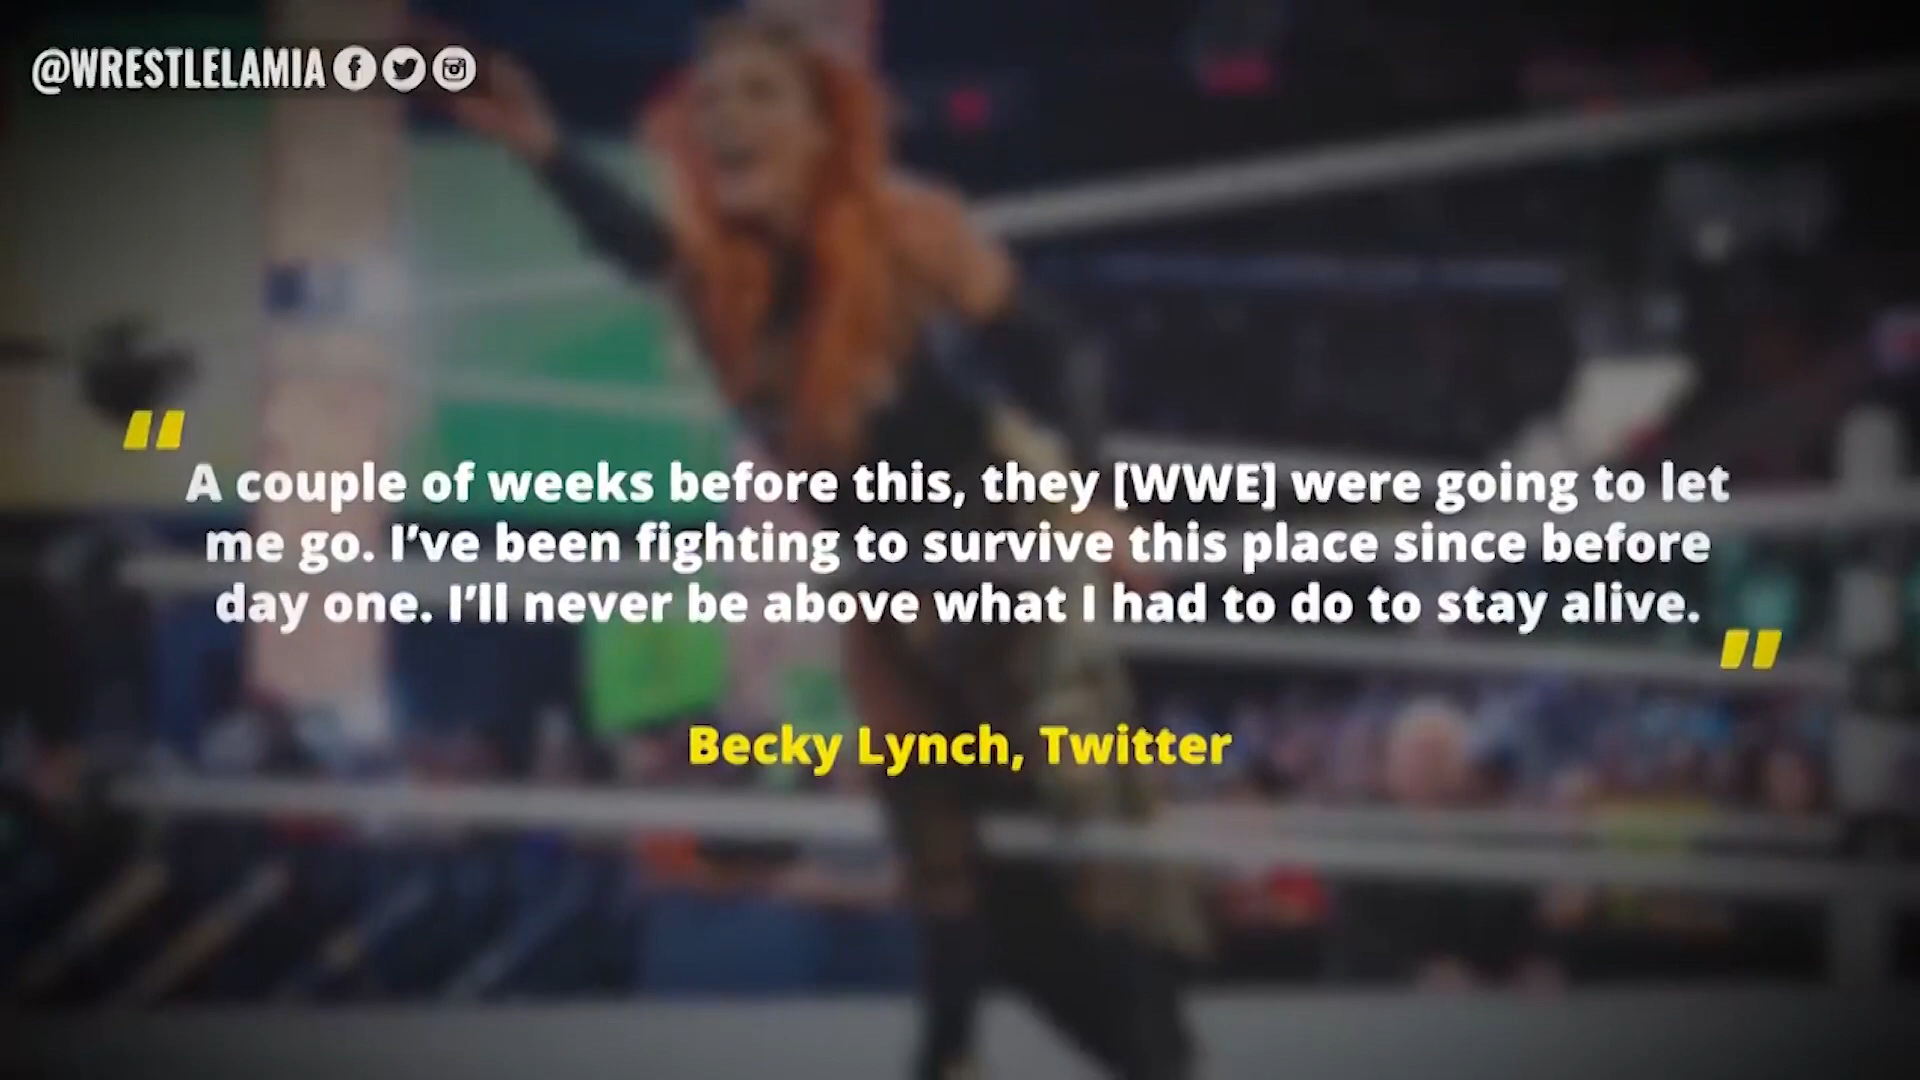 @WRESTLELAMIA
"A couple of weeks before this, they [WWE] were going to let
me go. I've been fighting to survive this place since before
day one. I'll never be above what I had to do to stay alive."
Becky Lynch, Twitter